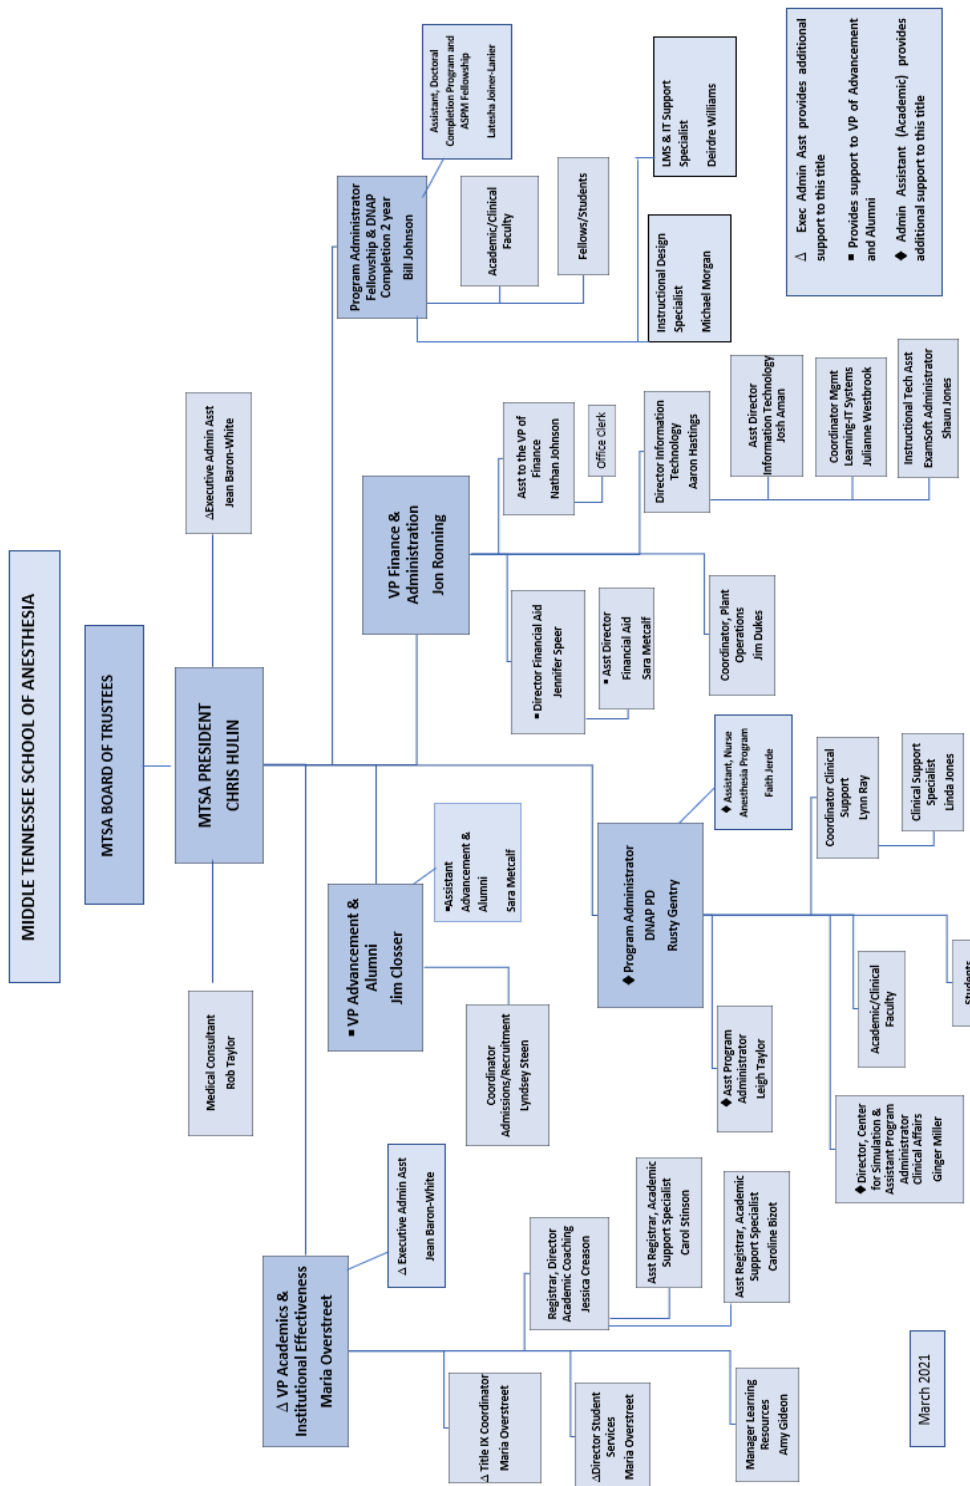 MIDDLE TENNESSEE SCHOOL OF ANESTHESIA
MTSA BOARD OF TRUSTEES
MTSA PRESIDENT
CHRIS HULIN
Medical Consultant
Rob Taylor
ΔExecutive Admin Asst
Jean Baron-White
Δ VP Academics &
Institutional Effectiveness
Maria Overstreet
Δ Executive Admin Asst
Jean Baron-White
Δ Title IX Coordinator
Maria Overstreet
ΔDirector Student
Services
Maria Overstreet
Manager Learning
Resources
Amy Gideon
Registrar, Director
Academic Coaching
Jessica Creason
Asst Registrar, Academic
Support Specialist
Carol Stinson
Asst Registrar, Academic
Support Specialist
Caroline Bizot
▪ VP Advancement &
Alumni
Jim Closser
▪Assistant
Advancement &
Alumni
Sara Metcalf
Coordinator
Admissions/Recruitment
Lyndsey Steen
◆ Program Administrator
DNAP PD
Rusty Gentry
◆ Assistant, Nurse
Anesthesia Program
Faith Jerde
◆ Asst Program
Administrator
Leigh Taylor
◆ Director, Center
for Simulation &
Assistant Program
Administrator
Clinical Affairs
Ginger Miller
Academic/Clinical
Faculty
Students
Coordinator Clinical
Support
Lynn Ray
Clinical Support
Specialist
Linda Jones
VP Finance &
Administration
Jon Ronning
▪ Director Financial Aid
Jennifer Speer
▪ Asst Director
Financial Aid
Sara Metcalf
Coordinator, Plant
Operations
Jim Dukes
Asst to the VP of
Finance
Nathan Johnson
Office Clerk
Director Information
Technology
Aaron Hastings
Asst Director
Information Technology
Josh Aman
Coordinator Mgmt
Learning-IT Systems
Julianne Westbrook
Instructional Tech Asst
ExamSoft Administrator
Shaun Jones
Program Administrator
Fellowship & DNAP
Completion 2 year
Bill Johnson
Assistant, Doctoral
Completion Program and
ASPM Fellowship
Latesha Joiner-Lanier
Academic/Clinical
Faculty
Fellows/Students
Instructional Design
Specialist
Michael Morgan
LMS & IT Support
Specialist
Deirdre Williams
Δ Exec Admin Asst provides additional
support to this title
▪ Provides support to VP of Advancement
and Alumni
◆ Admin Assistant (Academic) provides
additional support to this title
March 2021